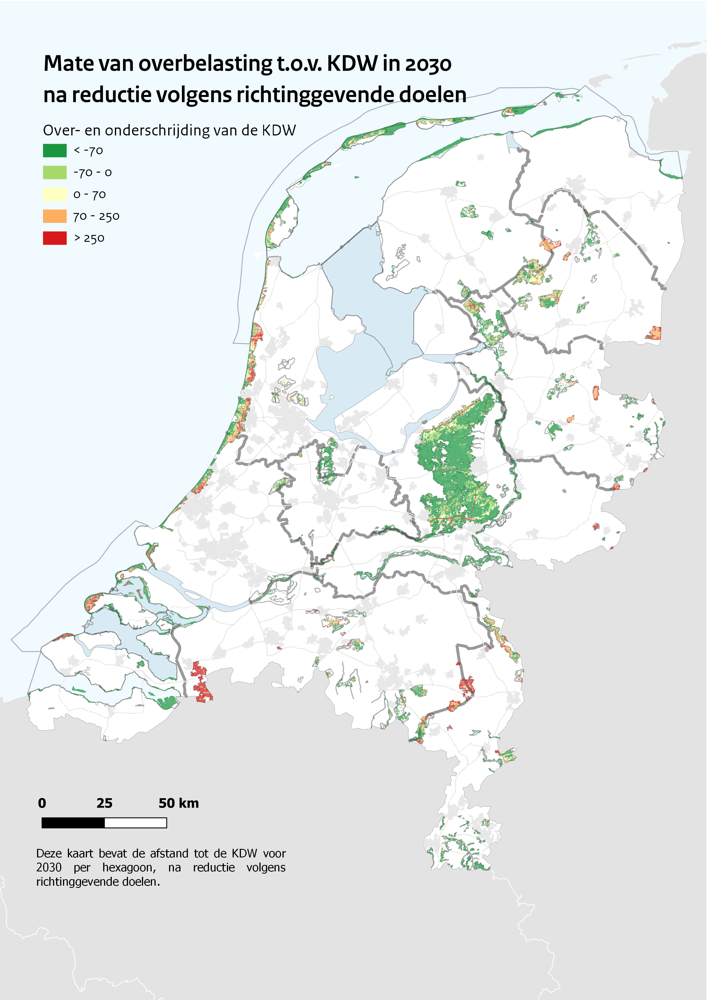 Mate van overbelasting t.o.v. KDW in 2030
na reductie volgens richtinggevende doelen
Over- en onderschrijding van de KDW
< -70
-70 - 0
0 - 70
70 - 250
> 250
0 25 50 km
Deze kaart bevat de afstand tot de KDW voor
2030 per hexagoon, na reductie volgens
richtinggevende doelen.